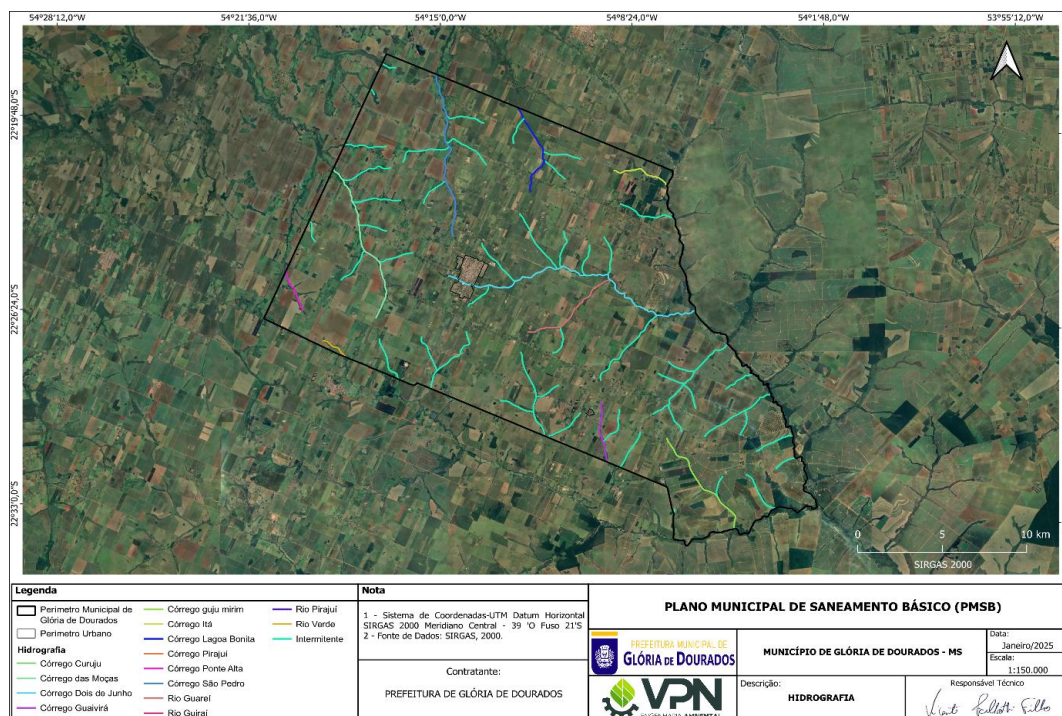 54°28'12,0"O 54°21'36,0"O 54°15'0,0"O 54°8'24,0"O 54°1'48,0"O 53°55'12,0"O
22°19'48,0"S
22°26'24,0"S
22°33'0,0"S
0 5 10 km
SIRGAS 2000
Legenda
Perimetro Municipal de
Glória de Dourados
Perimetro Urbano
Hidrografia
Córrego Curuju
Córrego das Moças
Córrego Dois de Junho
Córrego Guaivirá
Córrego guju mirim
Córrego Itá
Córrego Lagoa Bonita
Córrego Pirajuí
Córrego Ponte Alta
Córrego São Pedro
Rio Guareí
Rio Guiraí
Rio Pirajuí
Rio Verde
Intermitente
Nota
1 - Sistema de Coordenadas-UTM Datum Horizontal
SIRGAS 2000 Meridiano Central - 39 'O Fuso 21'S
2 - Fonte de Dados: SIRGAS, 2000.
Contratante:
PREFEITURA DE GLÓRIA DE DOURADOS
PLANO MUNICIPAL DE SANEAMENTO BÁSICO (PMSB)
PREFEITURA MUNICIPAL DE
GLÓRIA DE DOURADOS
MUNICÍPIO DE GLÓRIA DE DOURADOS - MS
Data:
Janeiro/2025
Escala:
1:150.000
VPN
ENGENHARIA AMBIENTAL
Descrição:
HIDROGRAFIA
Responsável Técnico